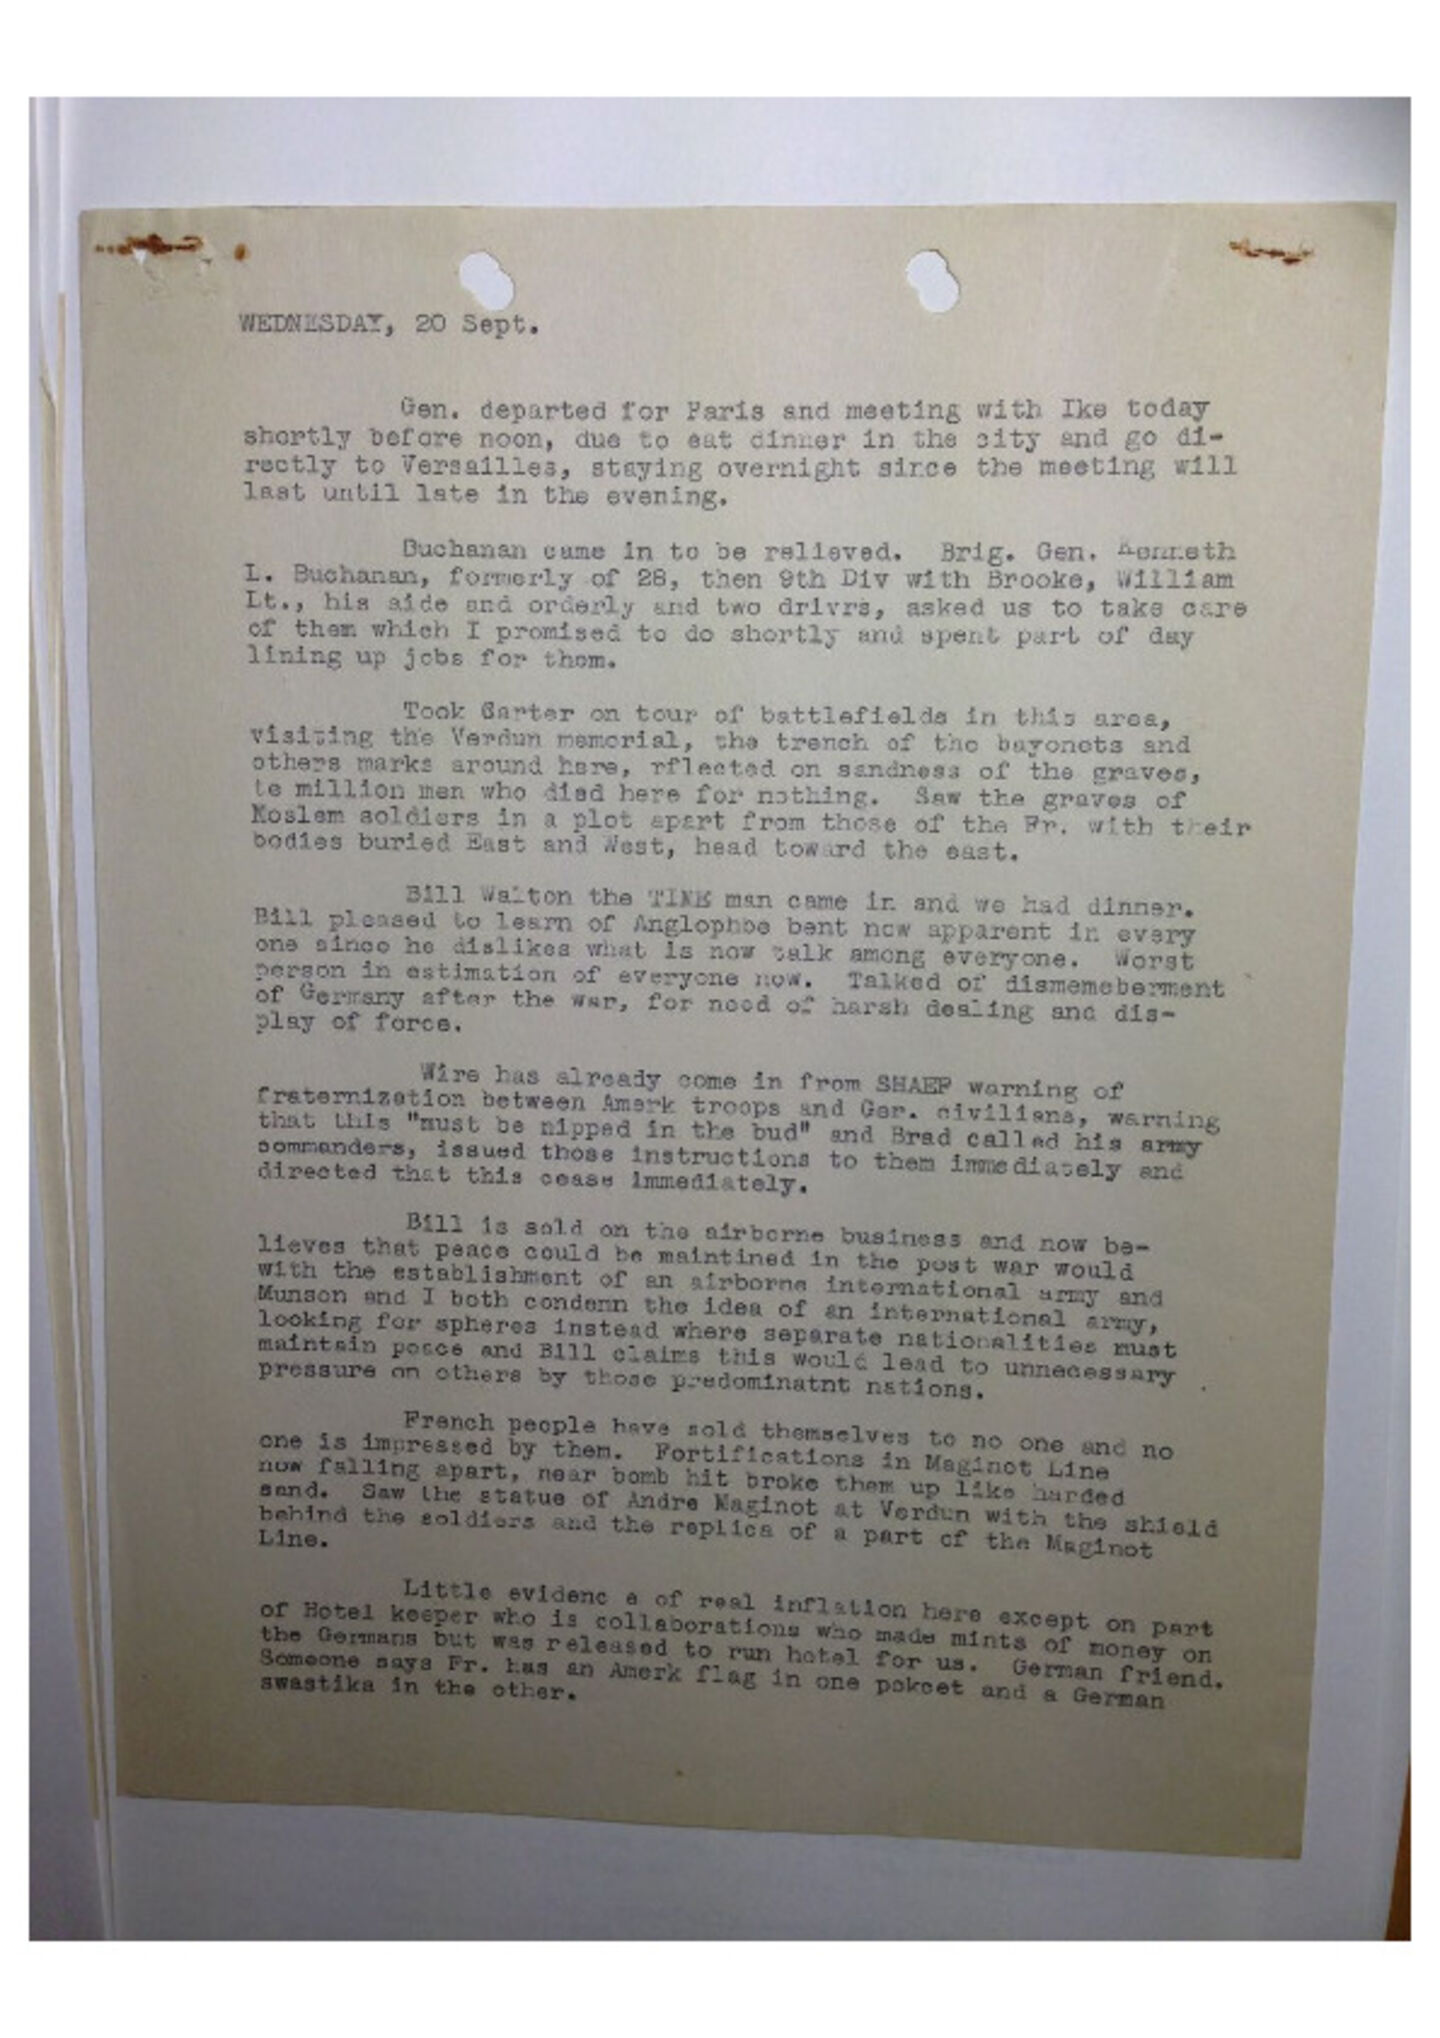 WEDNESDAY, 20 Sept.
Gen. departed for Paris and meeting with Ike today
shortly before noon, due to eat dinner in the city and go di-
rectly to Versailles, staying overnight since the meeting will
last until late in the evening.
Buchanan came in to be relieved. Brig. Gen. Kenneth
L. Buchanan, formerly of 28, then 9th Div with Brooke, William
Lt., his aide and orderly and two drivrs, asked us to take care
of them which I promised to do shortly and spent part of day
lining up jobs for them.
Took Carter on tour of battlefields in this area,
visiting the Verdun memorial, the trench of the bayonets and
others marks around here, rflected on sandness of the graves,
te million men who died here for nothing. Saw the graves of
Moslem soldiers in a plot apart from those of the Fr. with their
bodies buried East and West, head toward the east.
Bill Walton the TIME man came in and we had dinner.
Bill pleased to learn of Anglophbe bent now apparent in every
one since he dislikes what is now talk among everyone. Worst
person in estimation of everyone now. Talked of dismemeberment
of Germany after the war, for need of harsh dealing and dis-
play of force.
Wire has already come in from SHAEF warning of
fraternization between Amerk troops and Ger. civilians, warning
that this "must be nipped in the bud" and Brad called his army
commanders, issued those instructions to them immediately and
directed that this cease immediately.
Bill is sold on the airborne business and now be-
lieves that peace could be maintined in the post war would
with the establishment of an airborne international army and
Munson and I both condemn the idea of an international army,
looking for spheres instead where separate nationalities must
maintain peace and Bill claims this would lead to unnecessary
pressure on others by those predominatnt nations.
French people have sold themselves to no one and no
one is impressed by them. Fortifications in Maginot Line
now falling apart, near bomb hit broke them up like harded
sand. Saw the statue of Andre Maginot at Verdun with the shield
behind the soldiers and the replica of a part of the Maginot
Line.
Little evidenc e of real inflation here except on part
of Hotel keeper who is collaborations who made mints of money on
the Germans but was released to run hotel for us. German friend.
Someone says Fr. has an Amerk flag in one pokcet and a German
swastika in the other.